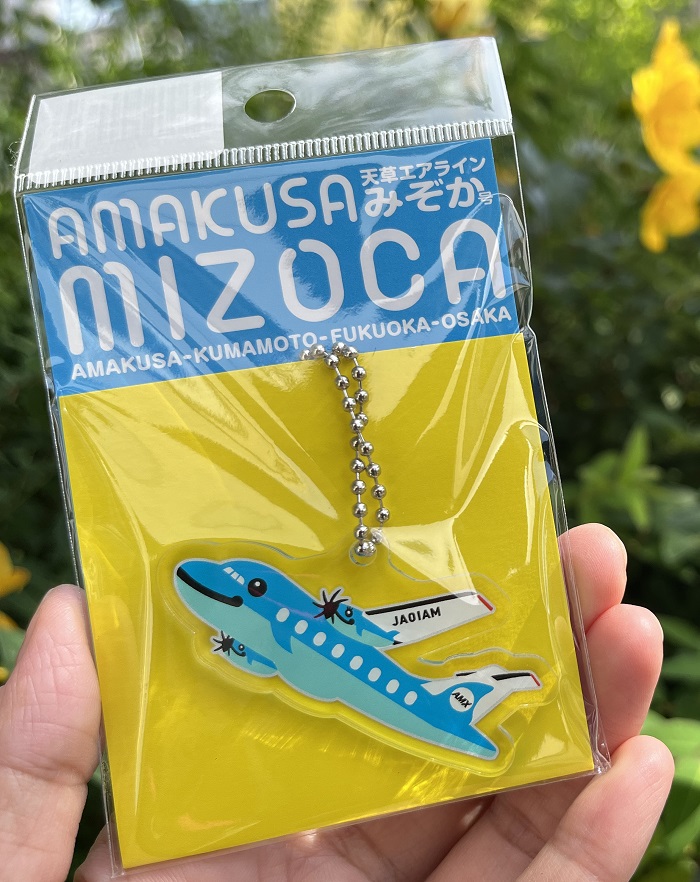 AMAKUSA
天草エアライン
みぞか号
MIZOCA
AMAKUSA-KUMAMOTO-FUKUOKA-OSAKA
JA01AM
AMX